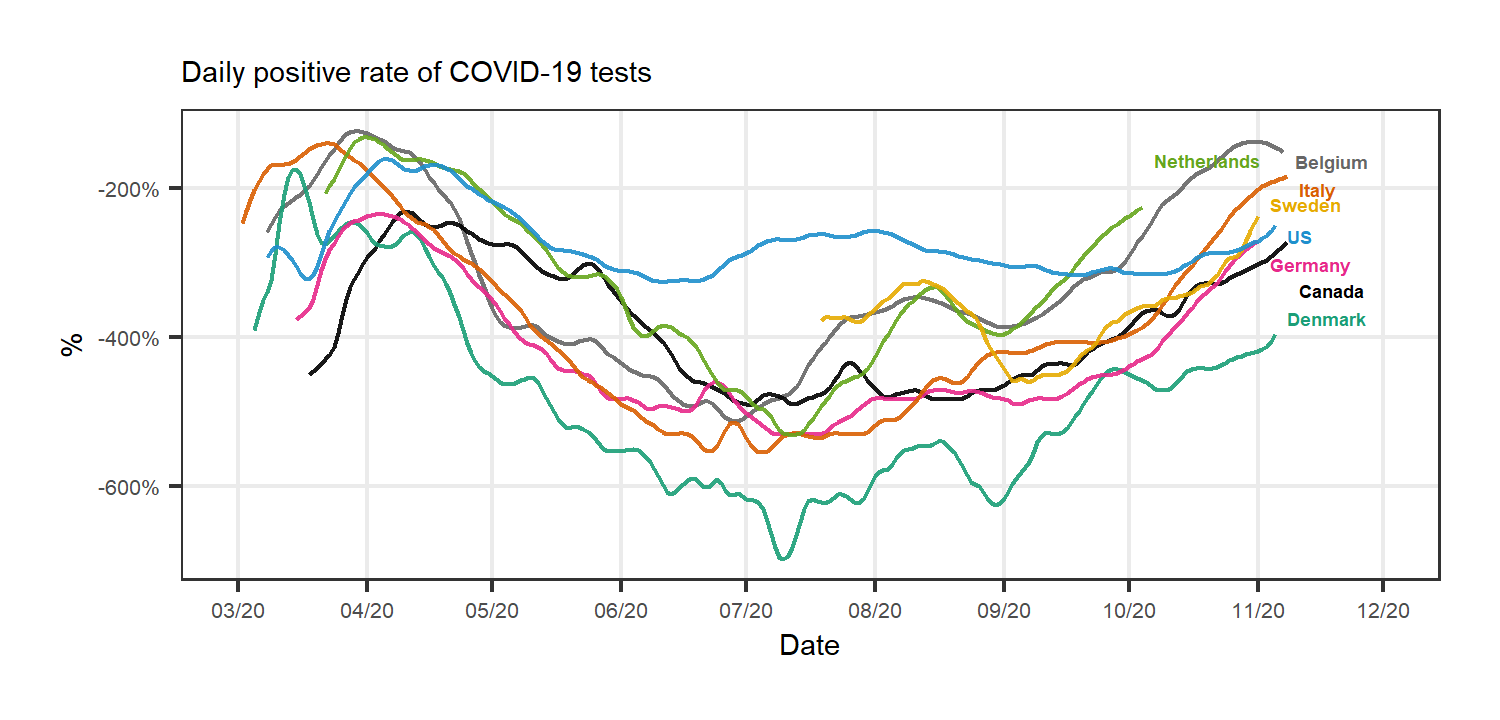 Daily positive rate of COVID-19 tests
%
-200%
-400%
-600%
Netherlands
Belgium
Italy
Sweden
US
Germany
Canada
Denmark
03/20 04/20 05/20 06/20 07/20 08/20 09/20 10/20 11/20 12/20
Date